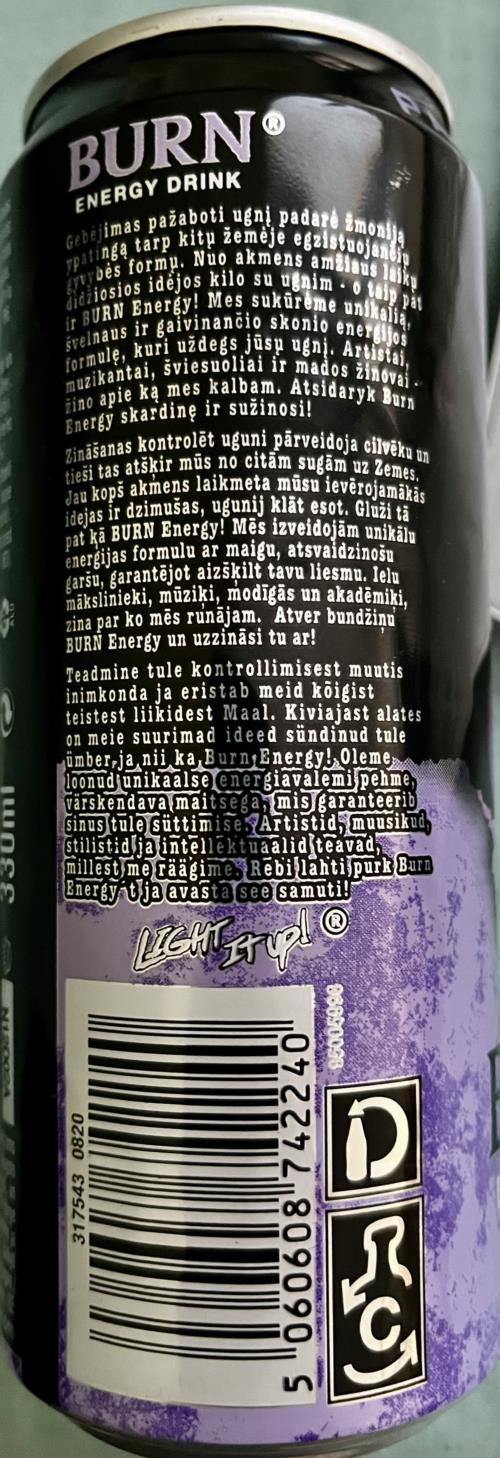 BURN®
ENERGY DRINK
Gebėjimas pažaboti ugnį padarė žmoniją
ypatingą tarp kitų žemėje egzistuojančių
gyvybės formų. Nuo akmens amžiaus laikų
didžiosios idėjos kilo su ugnim - o taip pat
ir BURN Energy! Mes sukūrėme unikalią,
švelnaus ir gaivinančio skonio energijos
formulę, kuri uždegs jūsų ugnį. Artistai,
muzikantai, šviesuoliai ir mados žinovai -
žino apie ką mes kalbam. Atsidaryk Burn
Energy skardinę ir sužinosi!
Zināšanas kontrolēt uguni pārveidoja cilvēku un
tieši tas atšķir mūs no citām sugām uz Zemes.
Jau kopš akmens laikmeta mūsu ievērojamākās
idejas ir dzimušas, ugunij klāt esot. Gluži tā
pat kā BURN Energy! Mēs izveidojām unikālu
enerģijas formulu ar maigu, atsvaidzinošu
garšu, garantējot aizšķilt tavu liesmu. Ielu
mākslinieki, mūziķi, modīgās un akadēmiķi,
zina par ko mēs runājam. Atver bundžiņu
BURN Energy un uzzināsi tu ar!
Teadmine tule kontrollimisest muutis
inimkonda ja eristab meid kõigist
teistest liikidest Maal. Kiviajast alates
on meie suurimad ideed sündinud tule
ümber ja nii ka Burn Energy! Oleme
loonud unikaalse energiavalemi pehme,
värskendava maitsega, mis garanteerib
sinus tule süttimise. Artistid, muusikud,
stilistid ja intellektuaalid teavad,
millest me räägime. Rebi lahti purk Burn
Energy-t ja avasta see samuti!
LIGHT IT UP! ®
317543 0820
5 060608 742240
95005996
D
C
330ml